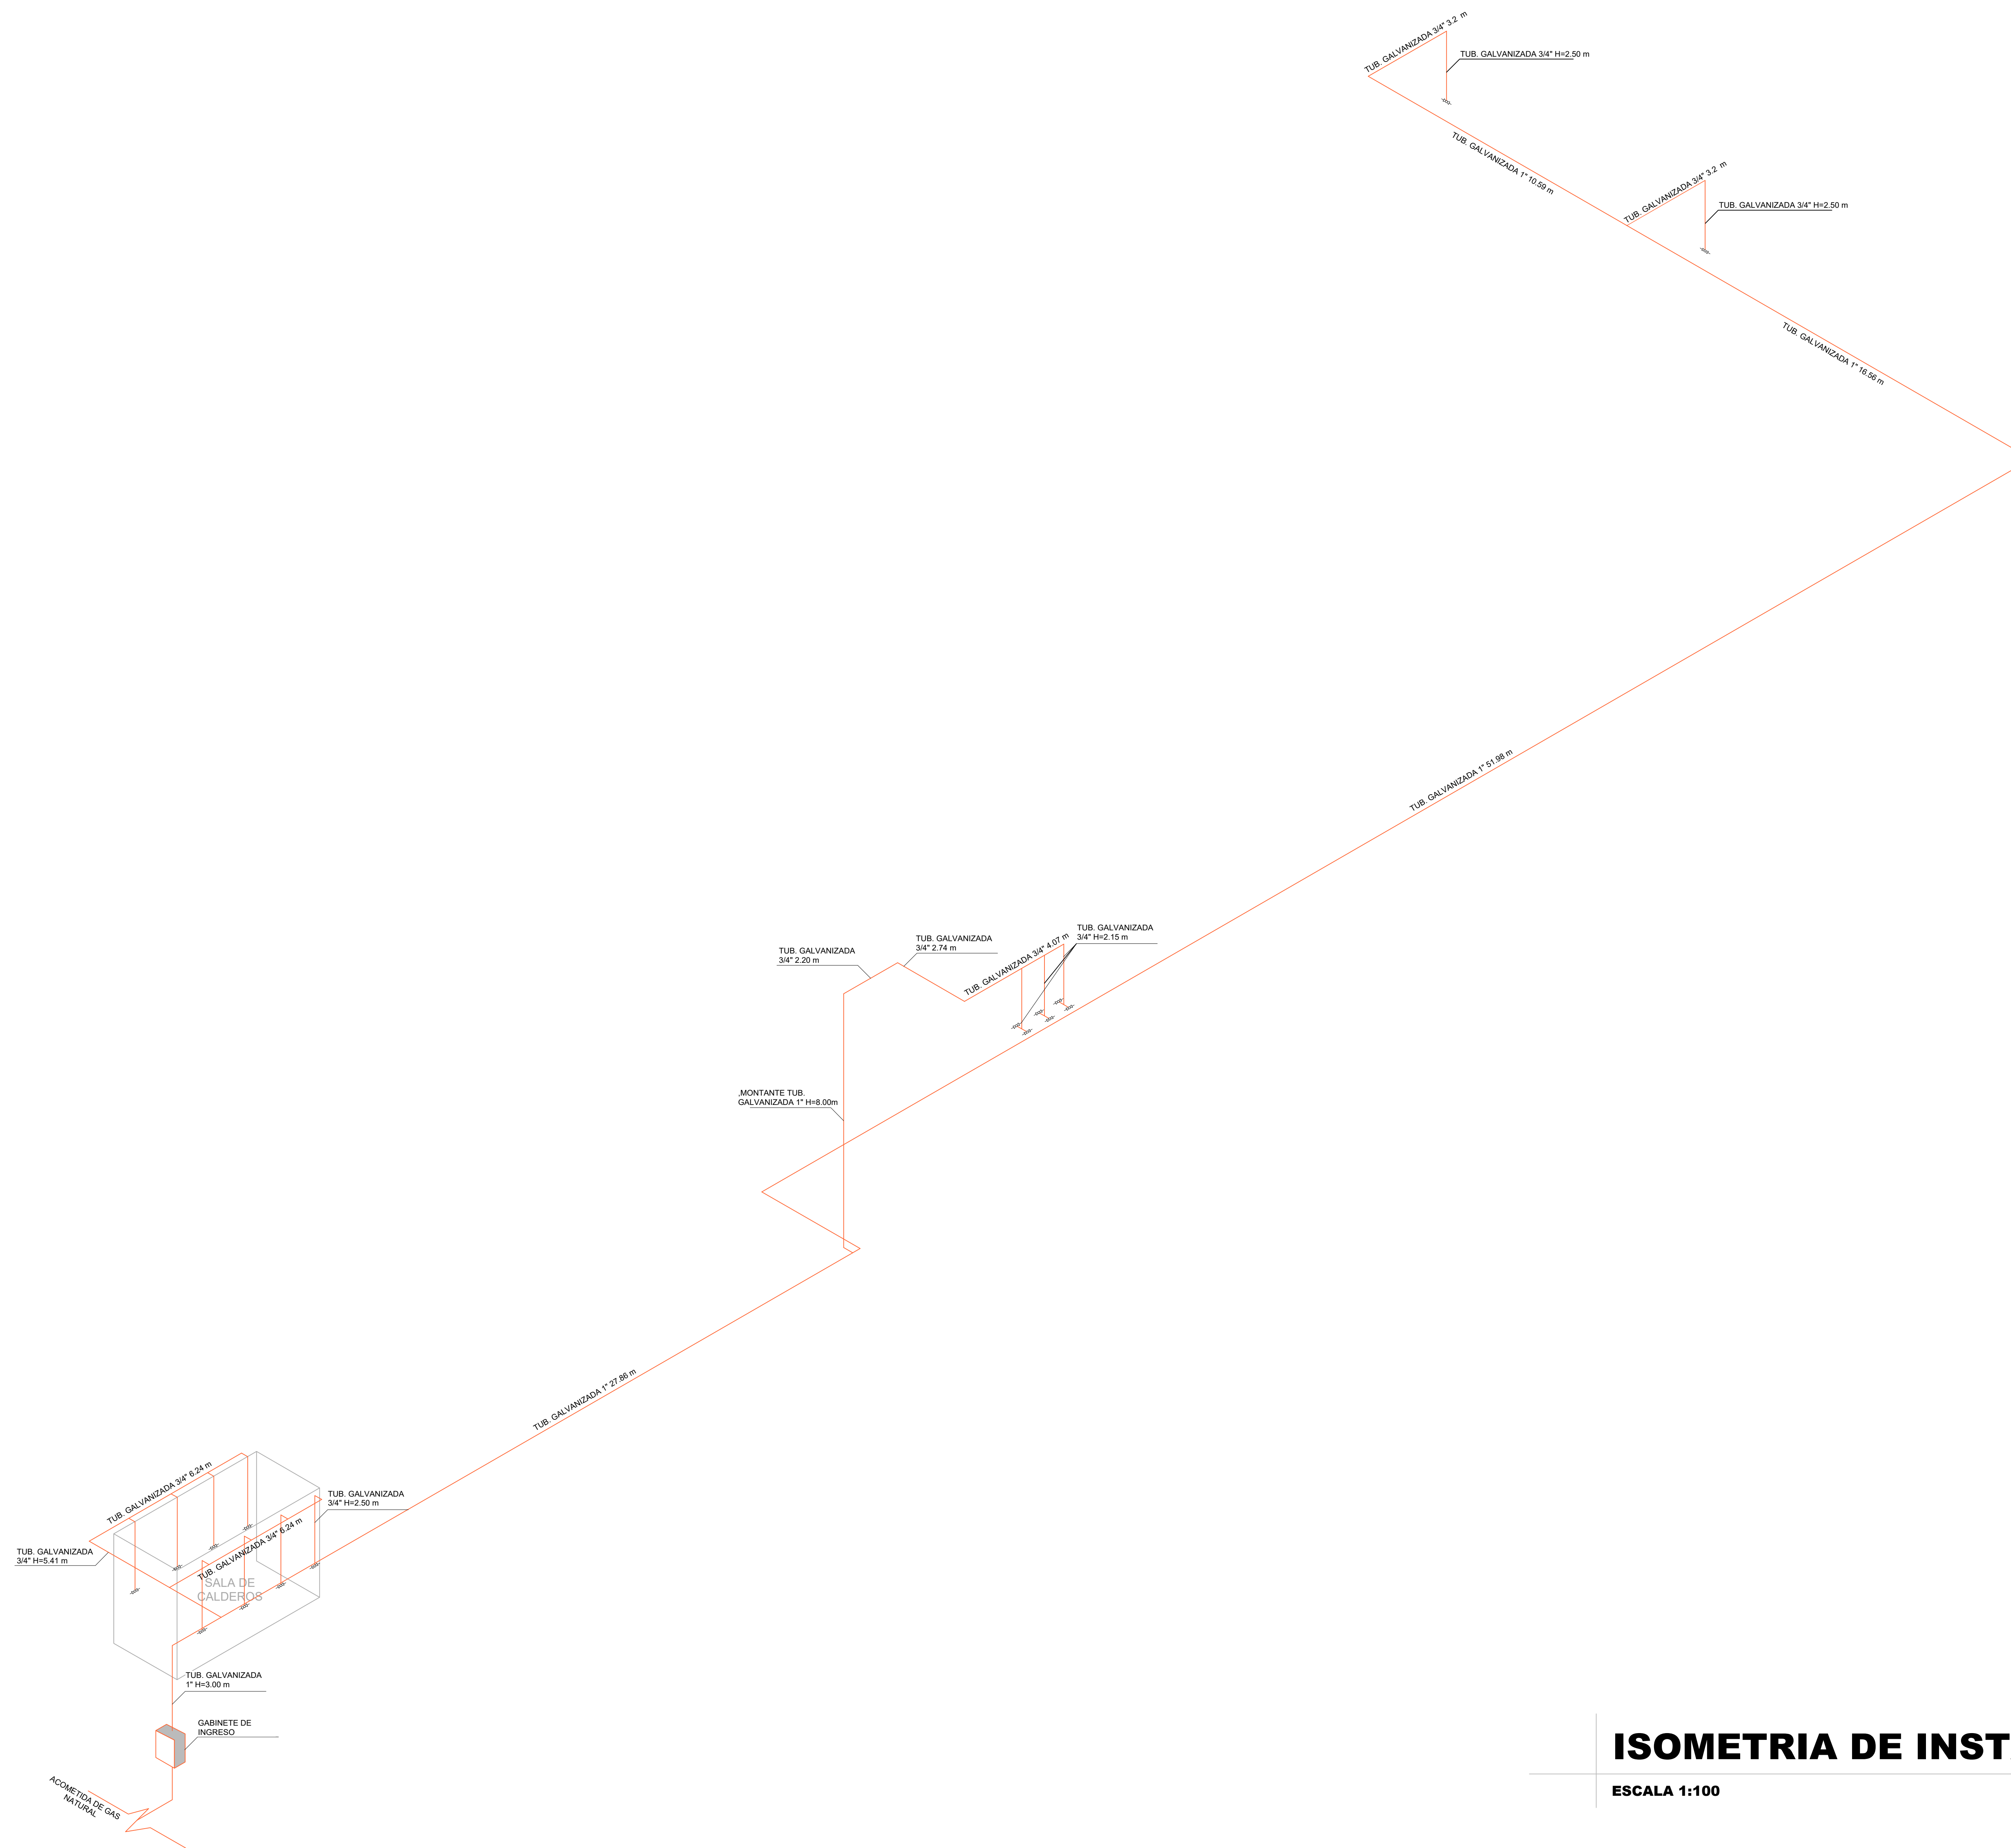 TUB. GALVANIZADA 3/4" 3.2 m
TUB. GALVANIZADA 3/4" H=2.50 m
TUB. GALVANIZADA 1" 10.59 m
TUB. GALVANIZADA 3/4" 3.2 m
TUB. GALVANIZADA 3/4" H=2.50 m
TUB. GALVANIZADA 1" 16.56 m
TUB. GALVANIZADA 1" 51.98 m
TUB. GALVANIZADA
3/4" 2.20 m
TUB. GALVANIZADA
3/4" 2.74 m
TUB. GALVANIZADA 3/4" 4.07 m
TUB. GALVANIZADA
3/4" H=2.15 m
,MONTANTE TUB.
GALVANIZADA 1" H=8.00m
TUB. GALVANIZADA 1" 27.86 m
TUB. GALVANIZADA 3/4" 6.24 m
TUB. GALVANIZADA
3/4" H=2.50 m
TUB. GALVANIZADA 3/4" 6.24 m
TUB. GALVANIZADA
3/4" H=5.41 m
SALA DE
CALDEROS
TUB. GALVANIZADA
1" H=3.00 m
GABINETE DE
INGRESO
ACOMETIDA DE GAS
NATURAL
ISOMETRIA DE INST
ESCALA 1:100